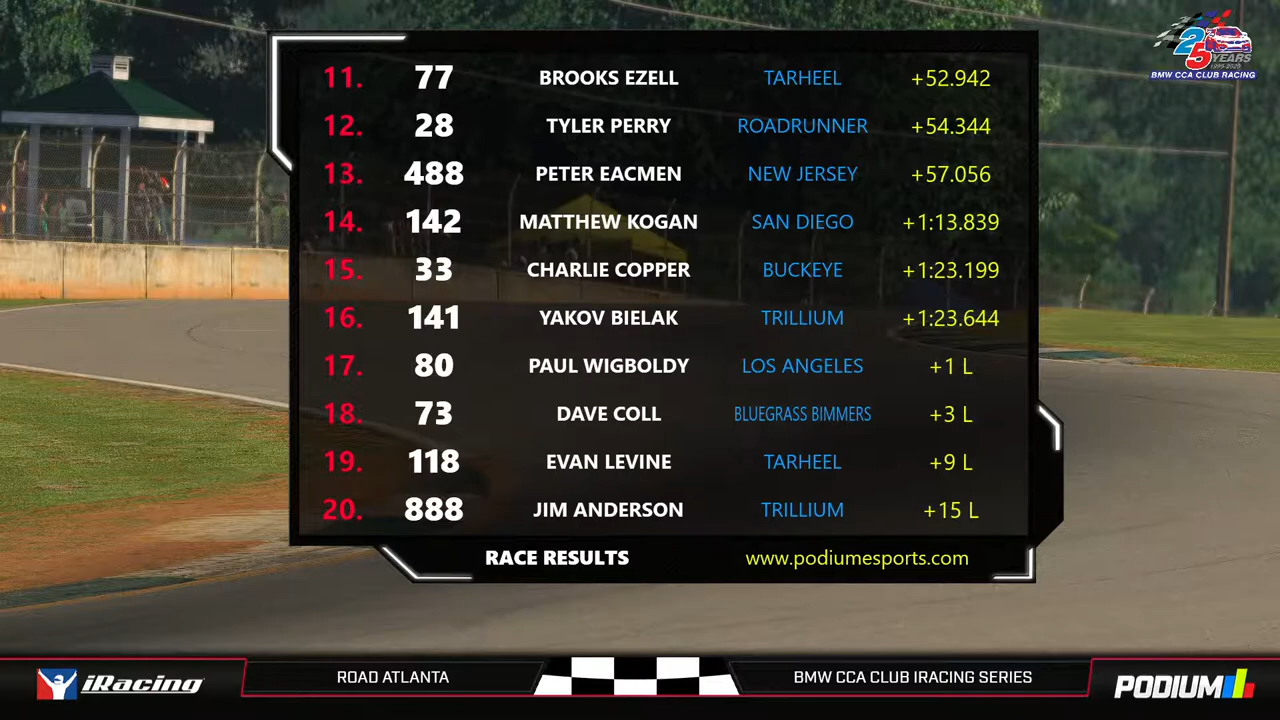 25 YEARS
1995-2020
BMW CCA CLUB RACING
11. 77 BROOKS EZELL TARHEEL +52.942
12. 28 TYLER PERRY ROADRUNNER +54.344
13. 488 PETER EACMEN NEW JERSEY +57.056
14. 142 MATTHEW KOGAN SAN DIEGO +1:13.839
15. 33 CHARLIE COPPER BUCKEYE +1:23.199
16. 141 YAKOV BIELAK TRILLIUM +1:23.644
17. 80 PAUL WIGBOLDY LOS ANGELES +1 L
18. 73 DAVE COLL BLUEGRASS BIMMERS +3 L
19. 118 EVAN LEVINE TARHEEL +9 L
20. 888 JIM ANDERSON TRILLIUM +15 L
RACE RESULTS www.podiumesports.com
iRacing ROAD ATLANTA BMW CCA CLUB IRACING SERIES PODIUM